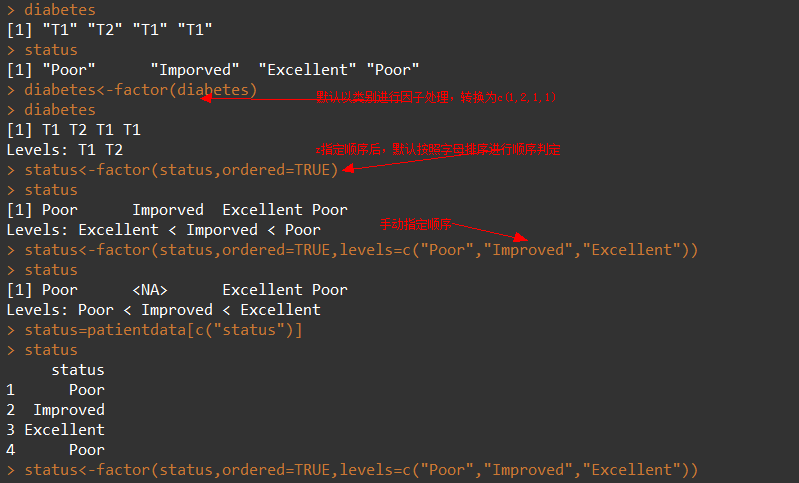 > diabetes
[1] "T1" "T2" "T1" "T1"
> status
[1] "Poor"      "Imporved"  "Excellent" "Poor"
> diabetes<-factor(diabetes)
默认以类别进行因子处理，转换为c(1,2,1,1)
> diabetes
[1] T1 T2 T1 T1
Levels: T1 T2
z指定顺序后，默认按照字母排序进行顺序判定
> status<-factor(status,ordered=TRUE)
> status
[1] Poor      Imporved  Excellent Poor
Levels: Excellent < Imporved < Poor
手动指定顺序
> status<-factor(status,ordered=TRUE,levels=c("Poor","Improved","Excellent"))
> status
[1] Poor      <NA>      Excellent Poor
Levels: Poor < Improved < Excellent
> status=patientdata[c("status")]
> status
     status
1      Poor
2  Improved
3 Excellent
4      Poor
> status<-factor(status,ordered=TRUE,levels=c("Poor","Improved","Excellent"))